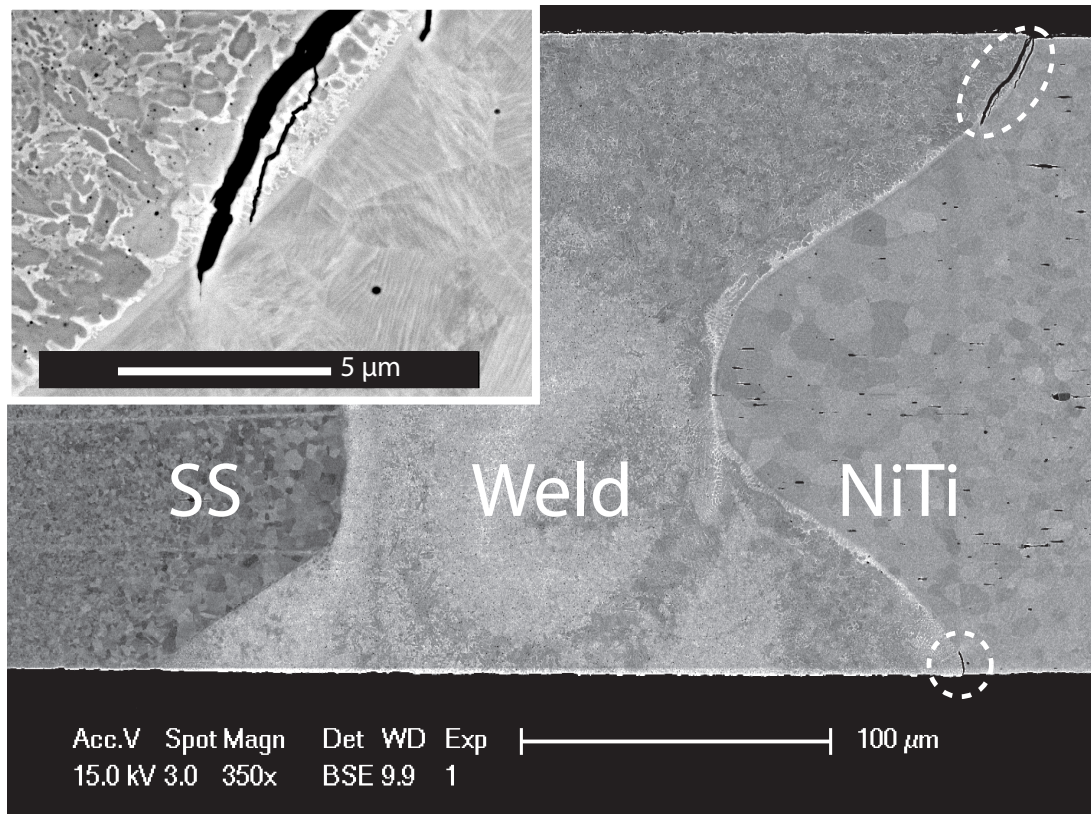 5 μm
SS Weld NiTi
Acc.V Spot Magn Det WD Exp
15.0 kV 3.0 350x BSE 9.9 1
100 μm